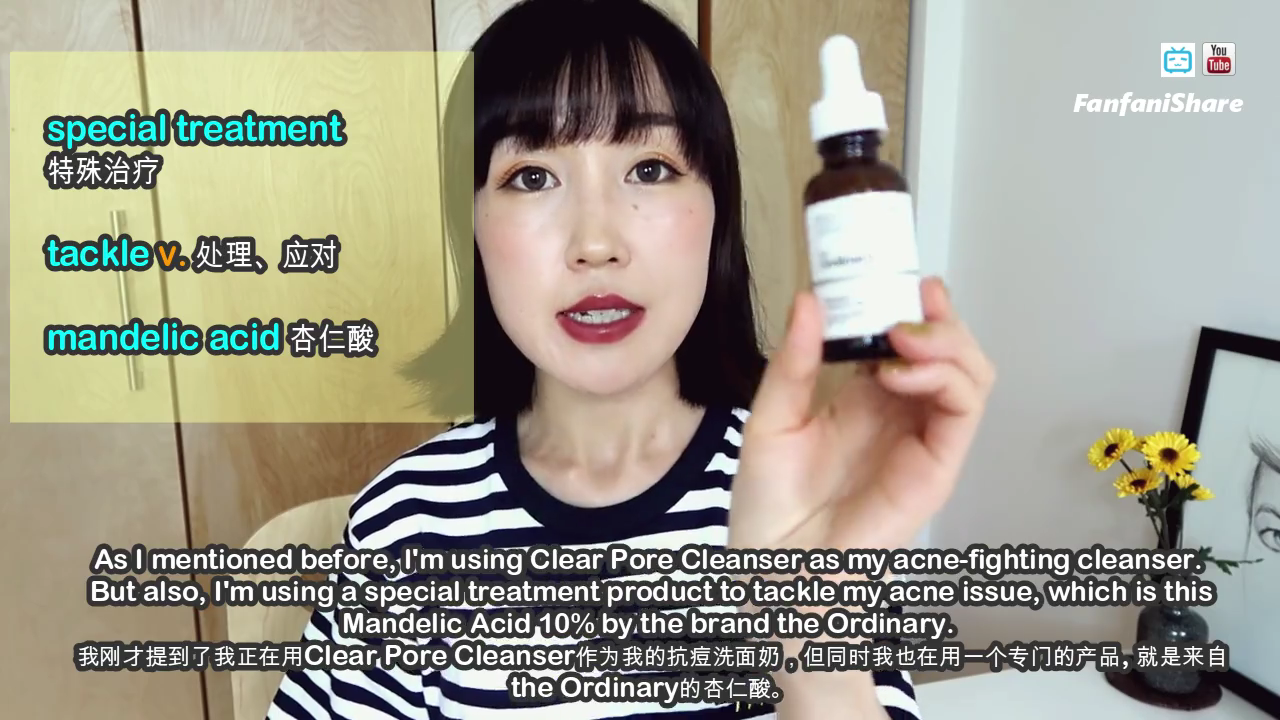 special treatment
特殊治疗
tackle v. 处理、应对
mandelic acid 杏仁酸
You
Tube
FanfaniShare
As I mentioned before, I'm using Clear Pore Cleanser as my acne-fighting cleanser.
But also, I'm using a special treatment product to tackle my acne issue, which is this
Mandelic Acid 10% by the brand the Ordinary.
我刚才提到了我正在用Clear Pore Cleanser作为我的抗痘洗面奶，但同时我也在用一个专门的产品, 就是来自
the Ordinary的杏仁酸。